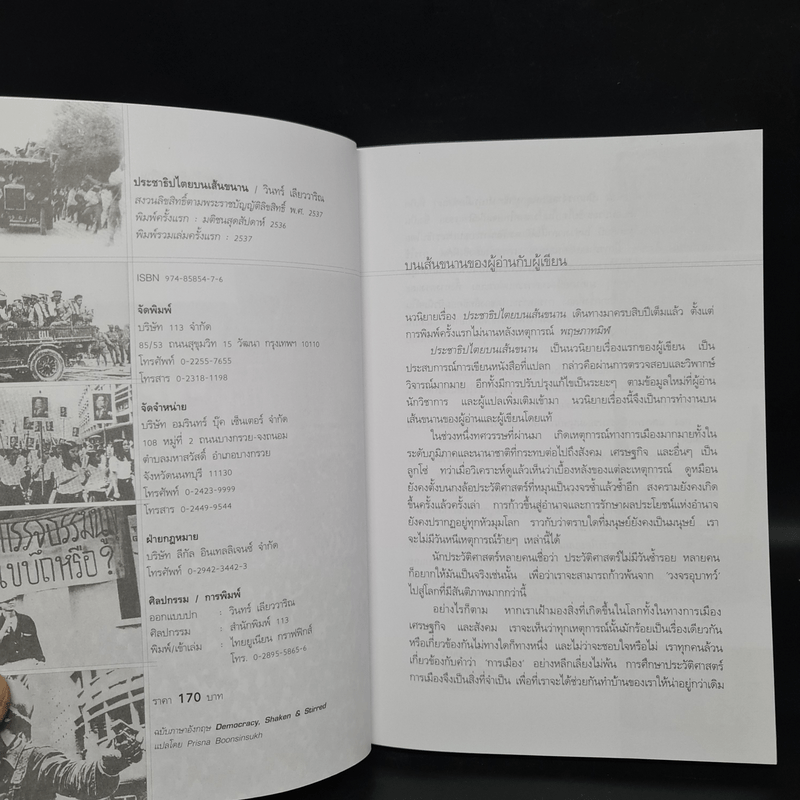 ประชาธิปไตยบนเส้นขนาน / วินทร์ เลียววาริณ
สงวนลิขสิทธิ์ตามพระราชบัญญัติลิขสิทธิ์ พ.ศ. 2537
พิมพ์ครั้งแรก : มติชนสุดสัปดาห์ 2536
พิมพ์รวมเล่มครั้งแรก : 2537
ISBN 974-85854-7-6
จัดพิมพ์
บริษัท 113 จำกัด
85/53 ถนนสุขุมวิท 15 วัฒนา กรุงเทพฯ 10110
โทรศัพท์ 0-2255-7655
โทรสาร 0-2318-1198
จัดจำหน่าย
บริษัท อมรินทร์ บุ๊ค เซ็นเตอร์ จำกัด
108 หมู่ที่ 2 ถนนบางกรวย-จงถนอม
ตำบลมหาสวัสดิ์ อำเภอบางกรวย
จังหวัดนนทบุรี 11130
โทรศัพท์ 0-2423-9999
โทรสาร 0-2449-9544
ฝ่ายกฎหมาย
บริษัท ลีกัล อินเทลลิเจนซ์ จำกัด
โทรศัพท์ 0-2942-3442-3
ศิลปกรรม / การพิมพ์
ออกแบบปก : วินทร์ เลียววาริณ
ศิลปกรรม : สำนักพิมพ์ 113
พิมพ์/เข้าเล่ม : ไทยยูเนียน กราฟฟิกส์
โทร. 0-2895-5865-6
ราคา 170 บาท
ฉบับภาษาอังกฤษ Democracy, Shaken & Stirred
แปลโดย Prisna Boonsinsukh
แบบถีบหรือ?
บนเส้นขนานของผู้อ่านกับผู้เขียน
นวนิยายเรื่อง ประชาธิปไตยบนเส้นขนาน เดินทางมาครบสิบปีเต็มแล้ว ตั้งแต่
การพิมพ์ครั้งแรกไม่นานหลังเหตุการณ์ พฤษภาทมิฬ
ประชาธิปไตยบนเส้นขนาน เป็นนวนิยายเรื่องแรกของผู้เขียน เป็น
ประสบการณ์การเขียนหนังสือที่แปลก กล่าวคือผ่านการตรวจสอบและวิพากษ์
วิจารณ์มากมาย อีกทั้งมีการปรับปรุงแก้ไขเป็นระยะๆ ตามข้อมูลใหม่ที่ผู้อ่าน
นักวิชาการ และผู้แปลเพิ่มเติมเข้ามา นวนิยายเรื่องนี้จึงเป็นการทำงานบน
เส้นขนานของผู้อ่านและผู้เขียนโดยแท้
ในช่วงหนึ่งทศวรรษที่ผ่านมา เกิดเหตุการณ์ทางการเมืองมากมายทั้งใน
ระดับภูมิภาคและนานาชาติที่กระทบต่อไปถึงสังคม เศรษฐกิจ และอื่นๆ เป็น
ลูกโซ่ ทว่าเมื่อวิเคราะห์ดูแล้วเห็นว่าเบื้องหลังของแต่ละเหตุการณ์ ดูเหมือน
ยังคงตั้งบนกงล้อประวัติศาสตร์ที่หมุนเป็นวงจรซ้ำแล้วซ้ำอีก สงครามยังคงเกิด
ขึ้นครั้งแล้วครั้งเล่า การก้าวขึ้นสู่อำนาจและการรักษาผลประโยชน์แห่งอำนาจ
ยังคงปรากฏอยู่ทุกหัวมุมโลก ราวกับว่าตราบใดที่มนุษย์ยังคงเป็นมนุษย์ เรา
จะไม่มีวันหนีเหตุการณ์ร้ายๆ เหล่านี้ได้
นักประวัติศาสตร์หลายคนเชื่อว่า ประวัติศาสตร์ไม่มีวันซ้ำรอย หลายคน
ก็อยากให้มันเป็นจริงเช่นนั้น เพื่อว่าเราจะสามารถก้าวพ้นจาก 'วงจรอุบาทว์'
ไปสู่โลกที่มีสันติภาพมากกว่านี้
อย่างไรก็ตาม หากเราเฝ้ามองสิ่งที่เกิดขึ้นในโลกทั้งในทางการเมือง
เศรษฐกิจ และสังคม เราจะเห็นว่าทุกเหตุการณ์นั้นมักร้อยเป็นเรื่องเดียวกัน
หรือเกี่ยวข้องกันไม่ทางใดก็ทางหนึ่ง และไม่ว่าจะชอบใจหรือไม่ เราทุกคนล้วน
เกี่ยวข้องกับคำว่า 'การเมือง' อย่างหลีกเลี่ยงไม่พ้น การศึกษาประวัติศาสตร์
การเมืองจึงเป็นสิ่งที่จำเป็น เพื่อที่เราจะได้ช่วยกันทำบ้านของเราให้น่าอยู่กว่าเดิม